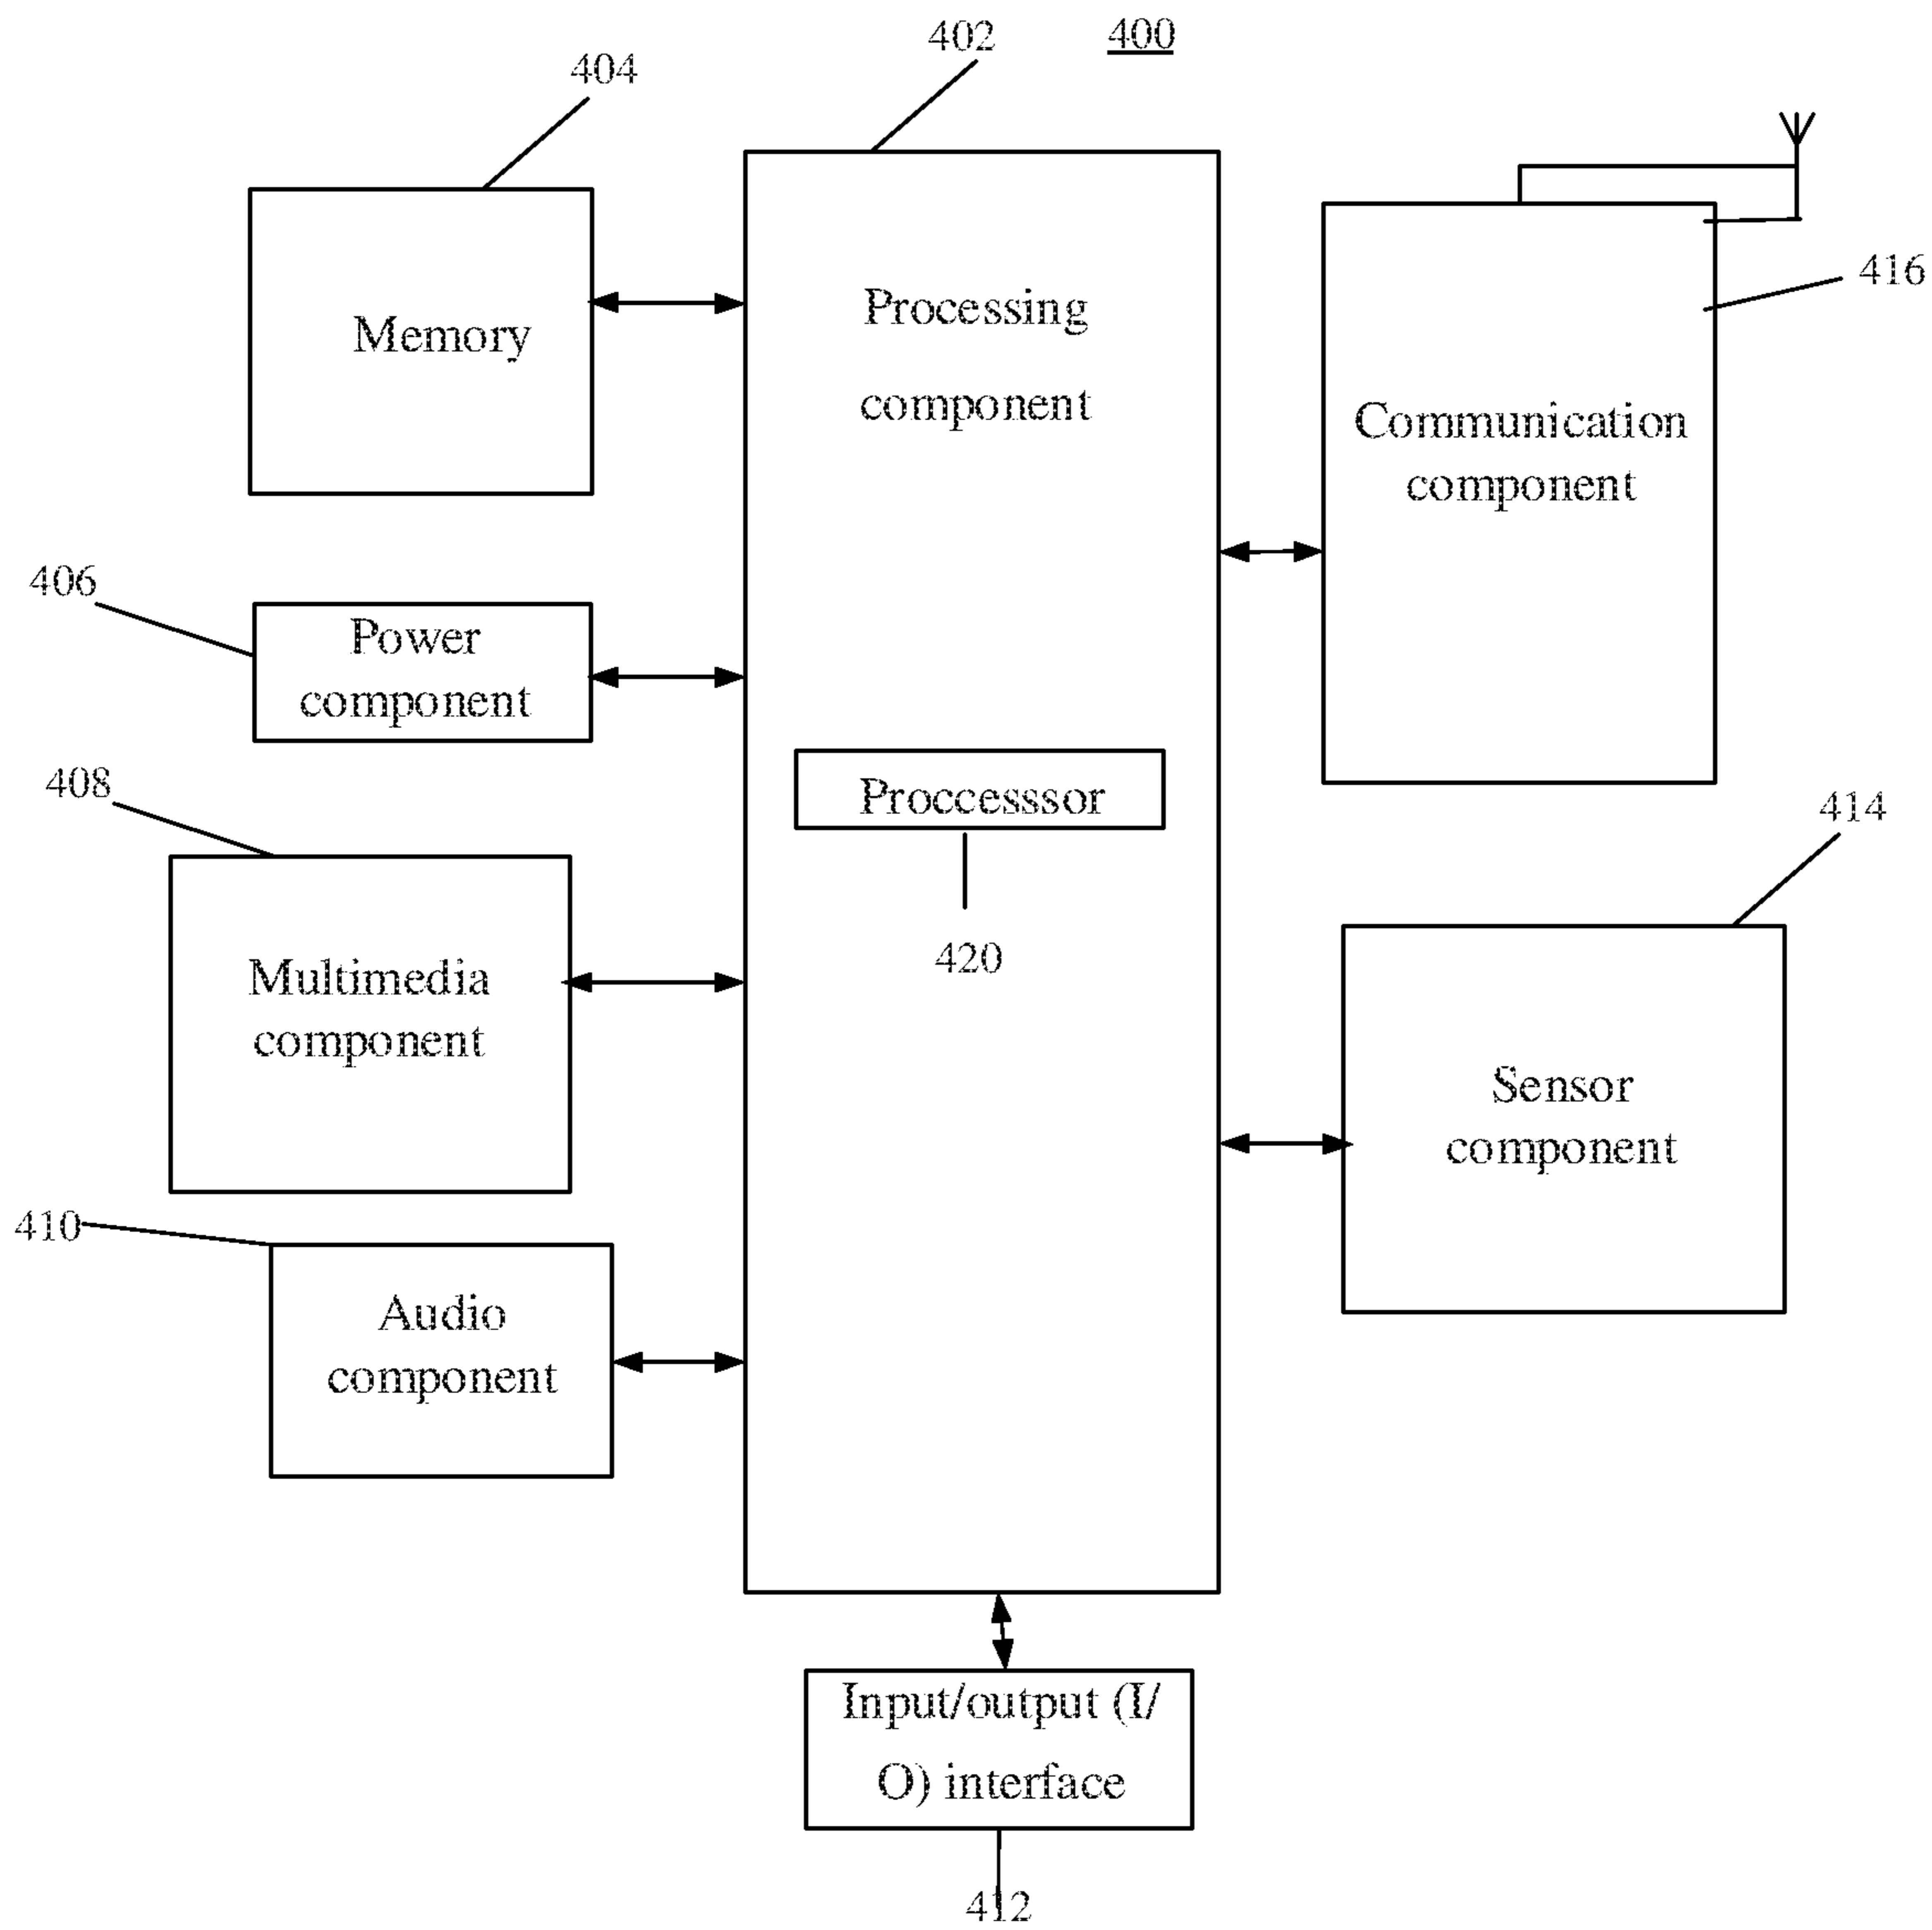 402
400
404
416
Memory
Processing
component
Communication
component
406
Power
component
408
Proccesssor
414
420
Multimedia
component
Sensor
component
410
Audio
component
Input/output (I/
O) interface
412